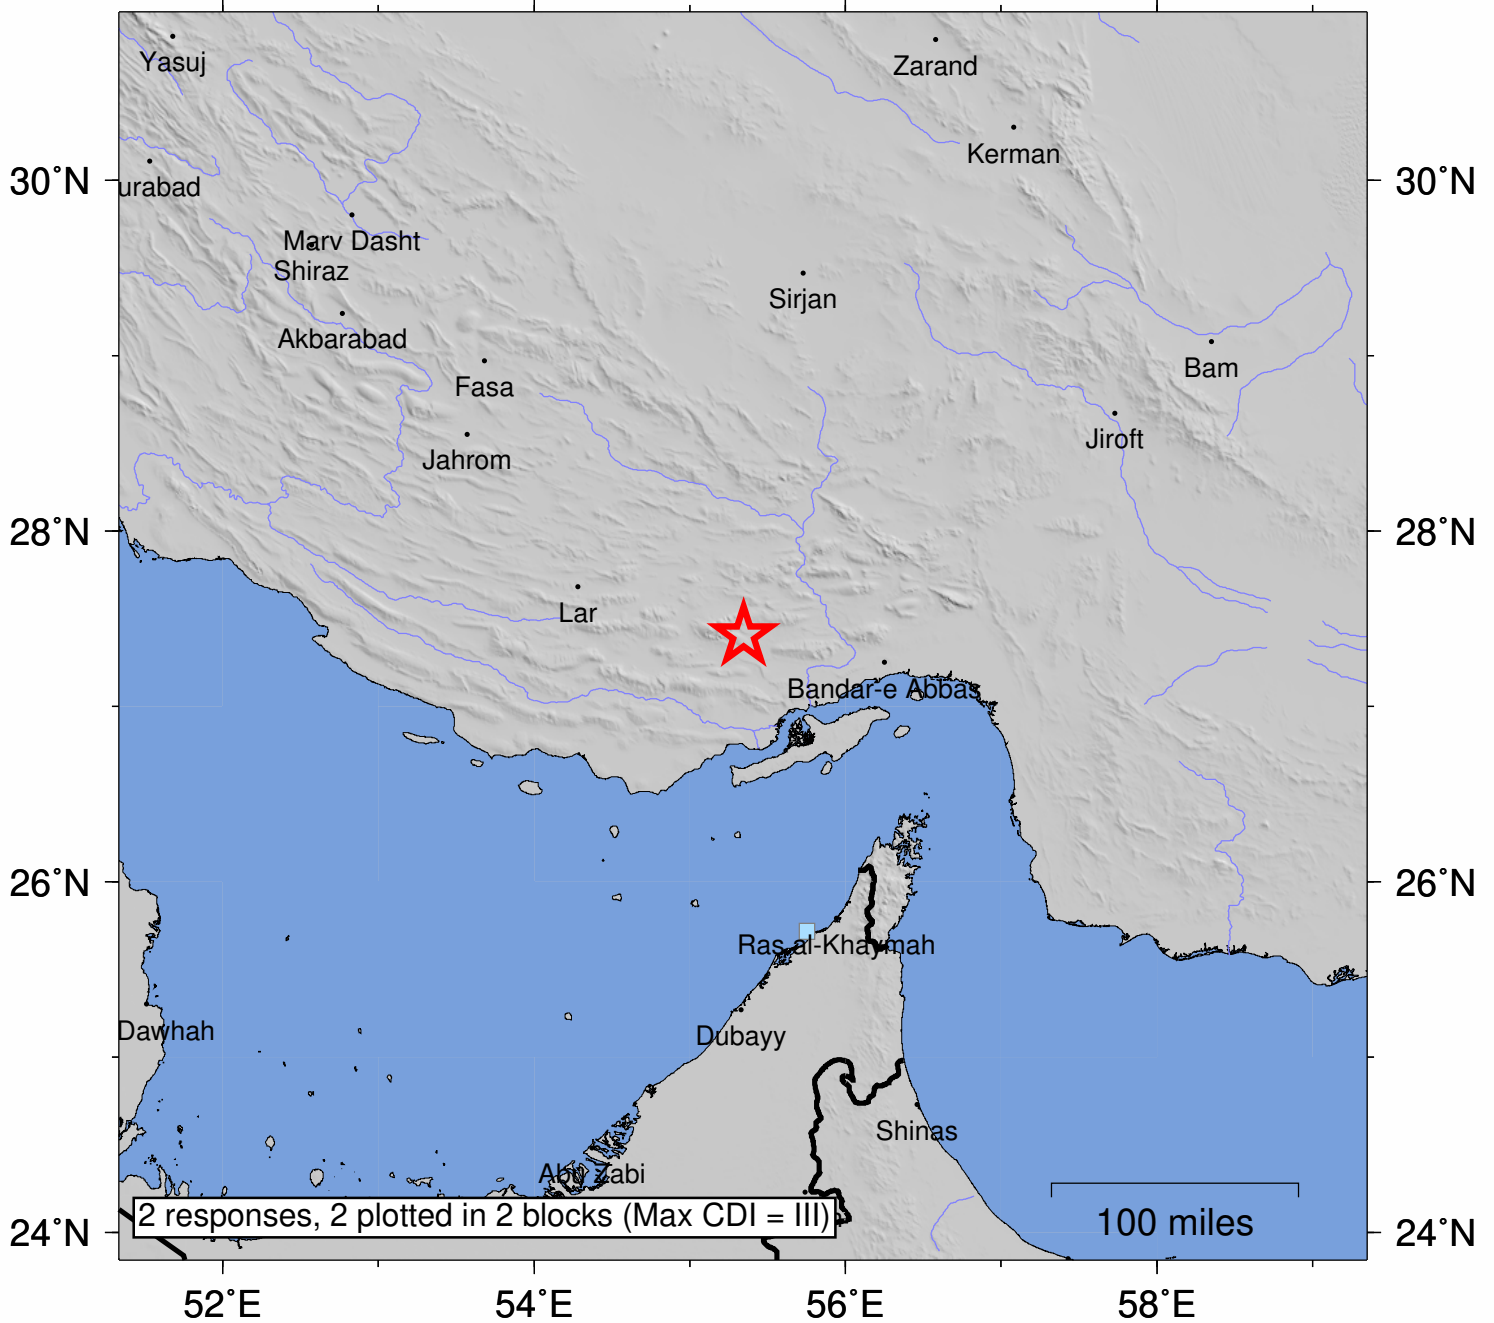 Yasuj
Zarand
Kerman
30°N
urabad
30°N
Marv Dasht
Shiraz
Sirjan
Akbarabad
Bam
Fasa
Jiroft
Jahrom
28°N
28°N
Lar
Bandar-e Abbas
26°N
26°N
Ras al-Khaymah
Dawhah
Dubayy
Shinas
Abu Zabi
2 responses, 2 plotted in 2 blocks (Max CDI = III)
100 miles
24°N
24°N
52°E
54°E
56°E
58°E